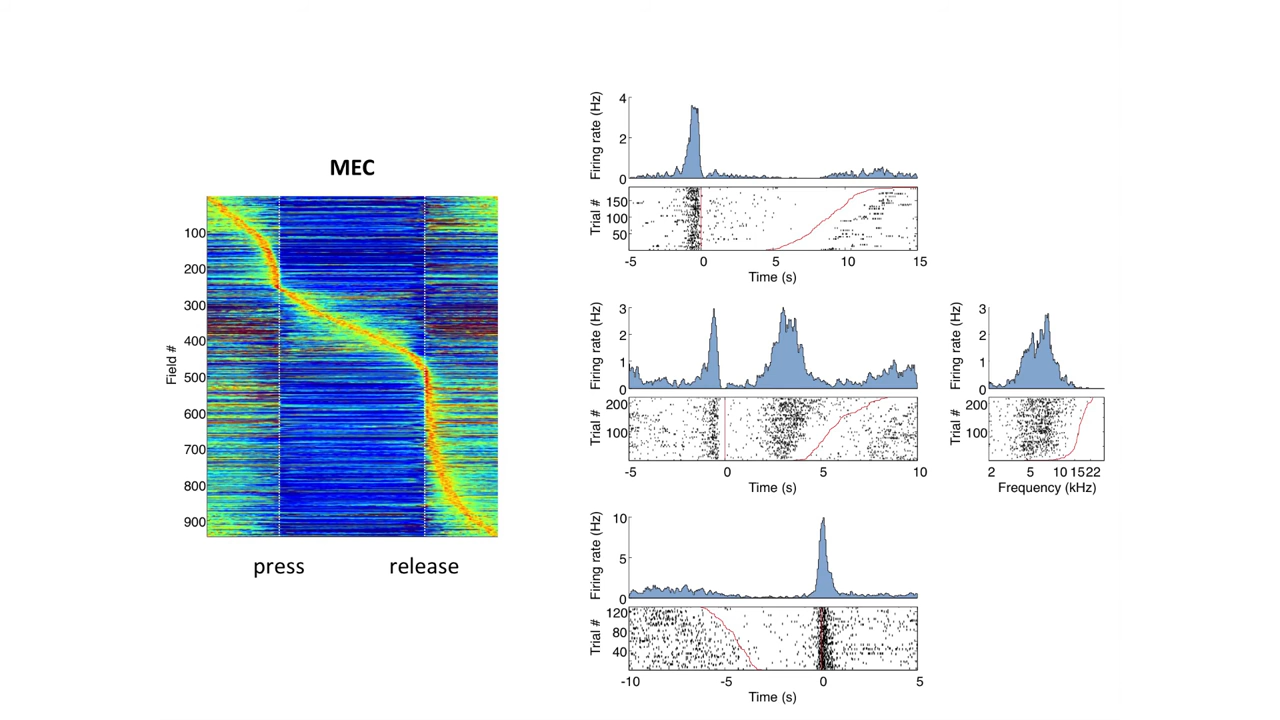 MEC
Field #
100
200
300
400
500
600
700
800
900
press release
Firing rate (Hz)
4
2
0
Trial #
150
100
50
-5 0 5 10 15
Time (s)
Firing rate (Hz)
3
2
1
0
Trial #
200
100
-5 0 5 10
Time (s)
Firing rate (Hz)
3
2
1
0
Trial #
200
100
2 5 10 15 22
Frequency (kHz)
Firing rate (Hz)
10
5
0
Trial #
120
80
40
-10 -5 0 5
Time (s)